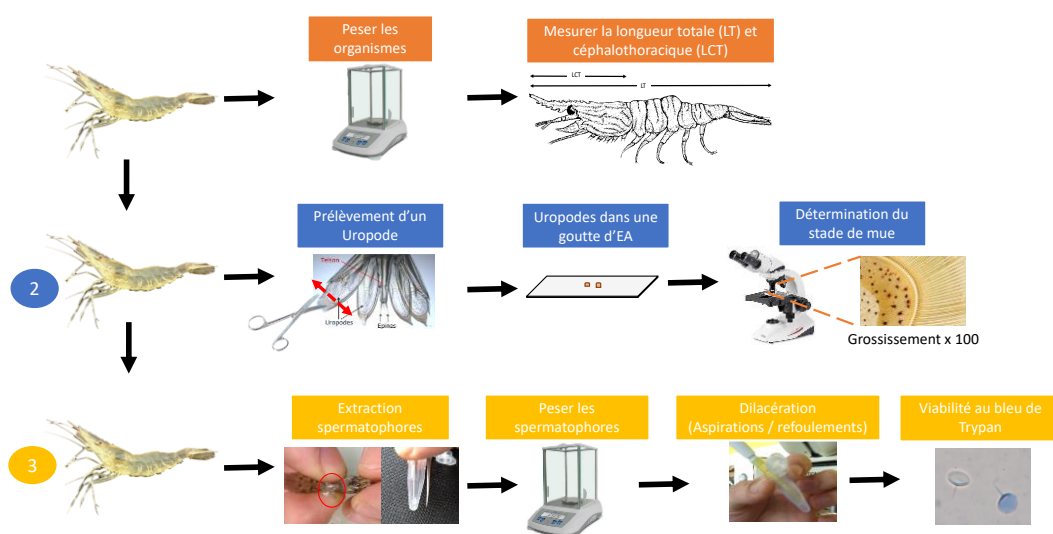 Peser les
organismes
Mesurer la longueur totale (LT) et
céphalothoracique (LCT)
LCT
LT
2
Prélèvement d'un
Uropode
Telson
Uropodes
Epines
Uropodes dans une
goutte d'EA
Détermination du
stade de mue
Grossissement x 100
3
Extraction
spermatophores
Peser les
spermatophores
Dilacération
(Aspirations / refoulements)
Viabilité au bleu de
Trypan